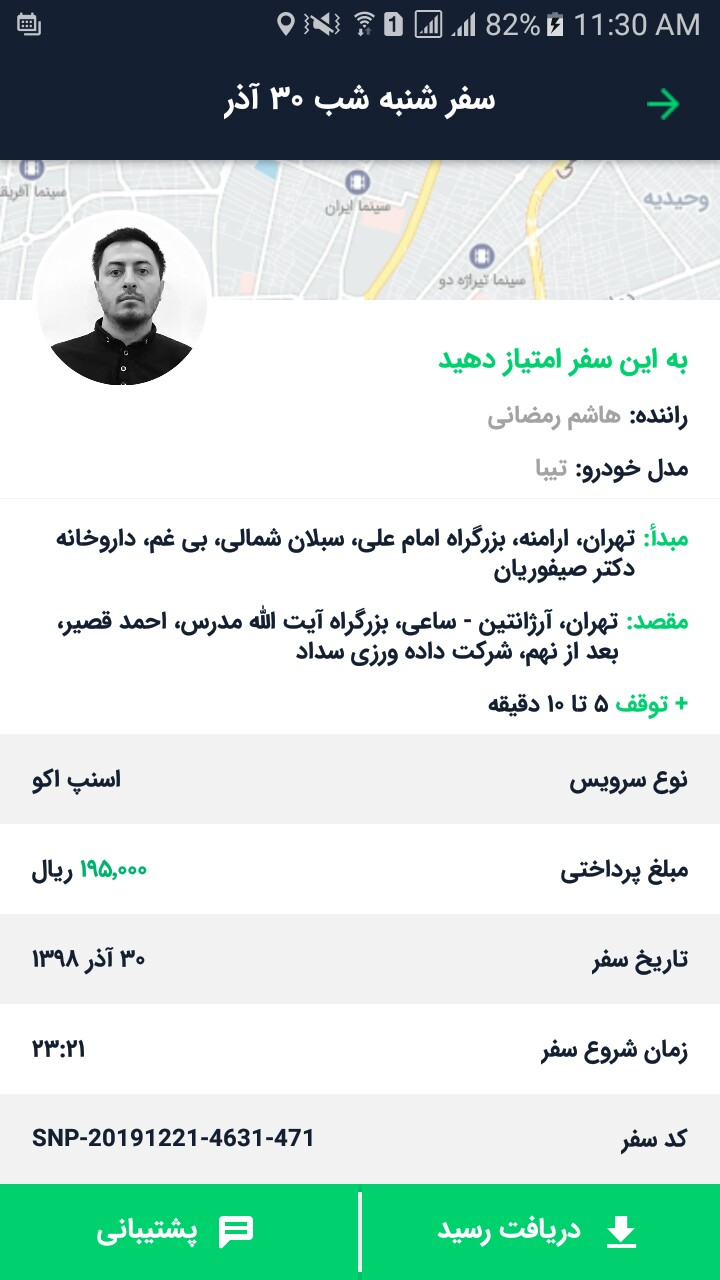 82% 11:30 AM
1
سفر شنبه شب ۳۰ آذر
سینما ایران
وحیدیه
سینما تیراژه دو
به این سفر امتیاز دهید
راننده: هاشم رمضانی
مدل خودرو: تیبا
مبدأ: تهران، ارامنه، بزرگراه امام علی، سبلان شمالی، بی غم، داروخانه
دکتر صیفوریان
مقصد: تهران، آرژانتین - ساعی، بزرگراه آیت الله مدرس، احمد قصیر،
بعد از نهم، شرکت داده ورزی سداد
+ توقف ۵ تا ۱۰ دقیقه
نوع سرویس اسنپ اکو
مبلغ پرداختی ۱۹۵,۰۰۰ ریال
تاریخ سفر ۳۰ آذر ۱۳۹۸
زمان شروع سفر ۲۳:۲۱
کد سفر SNP-20191221-4631-471
دریافت رسید
پشتیبانی